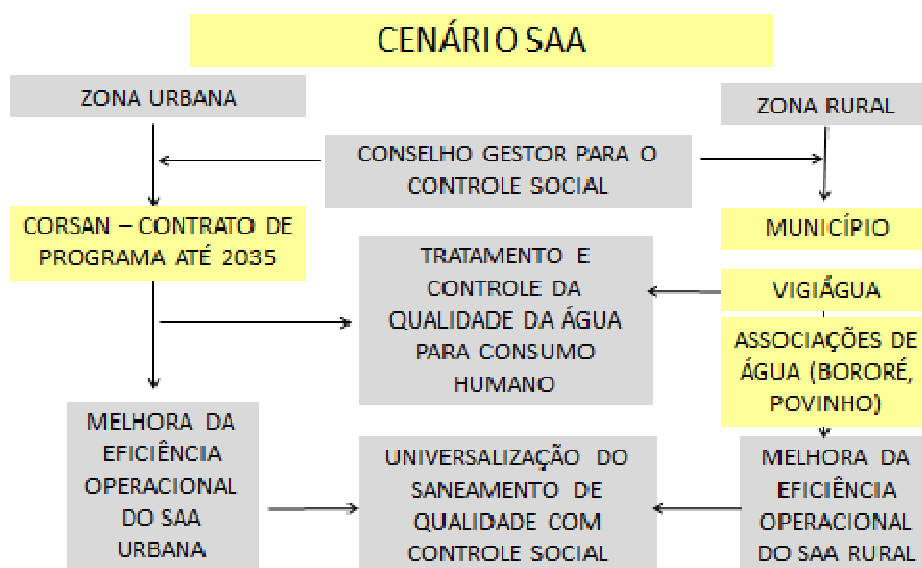 CENÁRIO SAA
ZONA URBANA
ZONA RURAL
CONSELHO GESTOR PARA O
CONTROLE SOCIAL
CORSAN – CONTRATO DE
PROGRAMA ATÉ 2035
MUNICÍPIO
TRATAMENTO E
CONTROLE DA
QUALIDADE DA ÁGUA
PARA CONSUMO
HUMANO
VIGIÁGUA
ASSOCIAÇÕES DE
ÁGUA (BORORÉ,
POVINHO)
MELHORA DA
EFICIÊNCIA
OPERACIONAL
DO SAA
URBANA
UNIVERSALIZAÇÃO DO
SANEAMENTO DE
QUALIDADE COM
CONTROLE SOCIAL
MELHORA DA
EFICIÊNCIA
OPERACIONAL
DO SAA RURAL